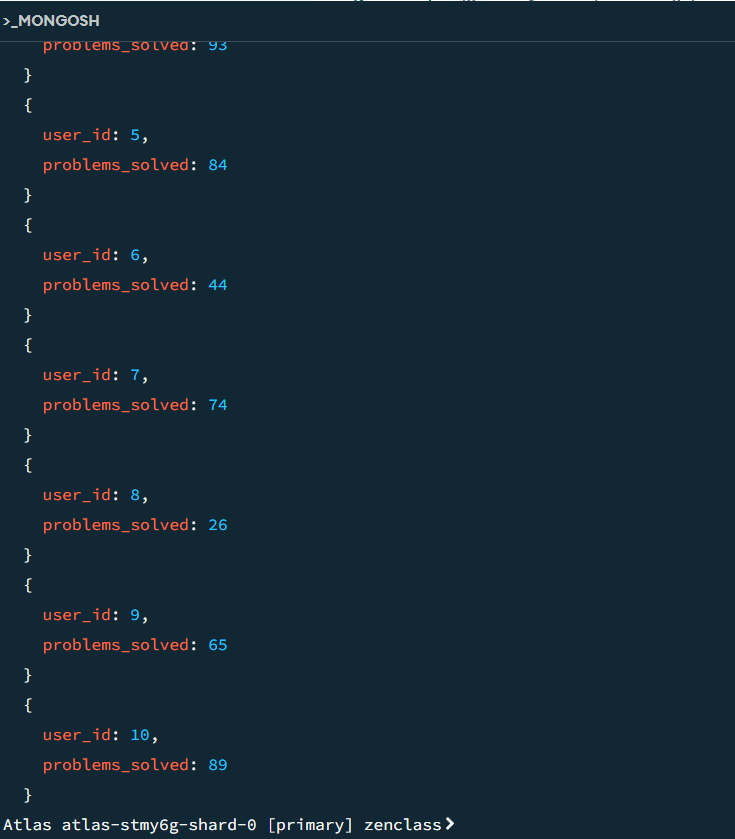 >_MONGOSH
problems_solved: 93
}
{
user_id: 5,
problems_solved: 84
}
{
user_id: 6,
problems_solved: 44
}
{
user_id: 7,
problems_solved: 74
}
{
user_id: 8,
problems_solved: 26
}
{
user_id: 9,
problems_solved: 65
}
{
user_id: 10,
problems_solved: 89
}
Atlas atlas-stmy6g-shard-0 [primary] zenclass>